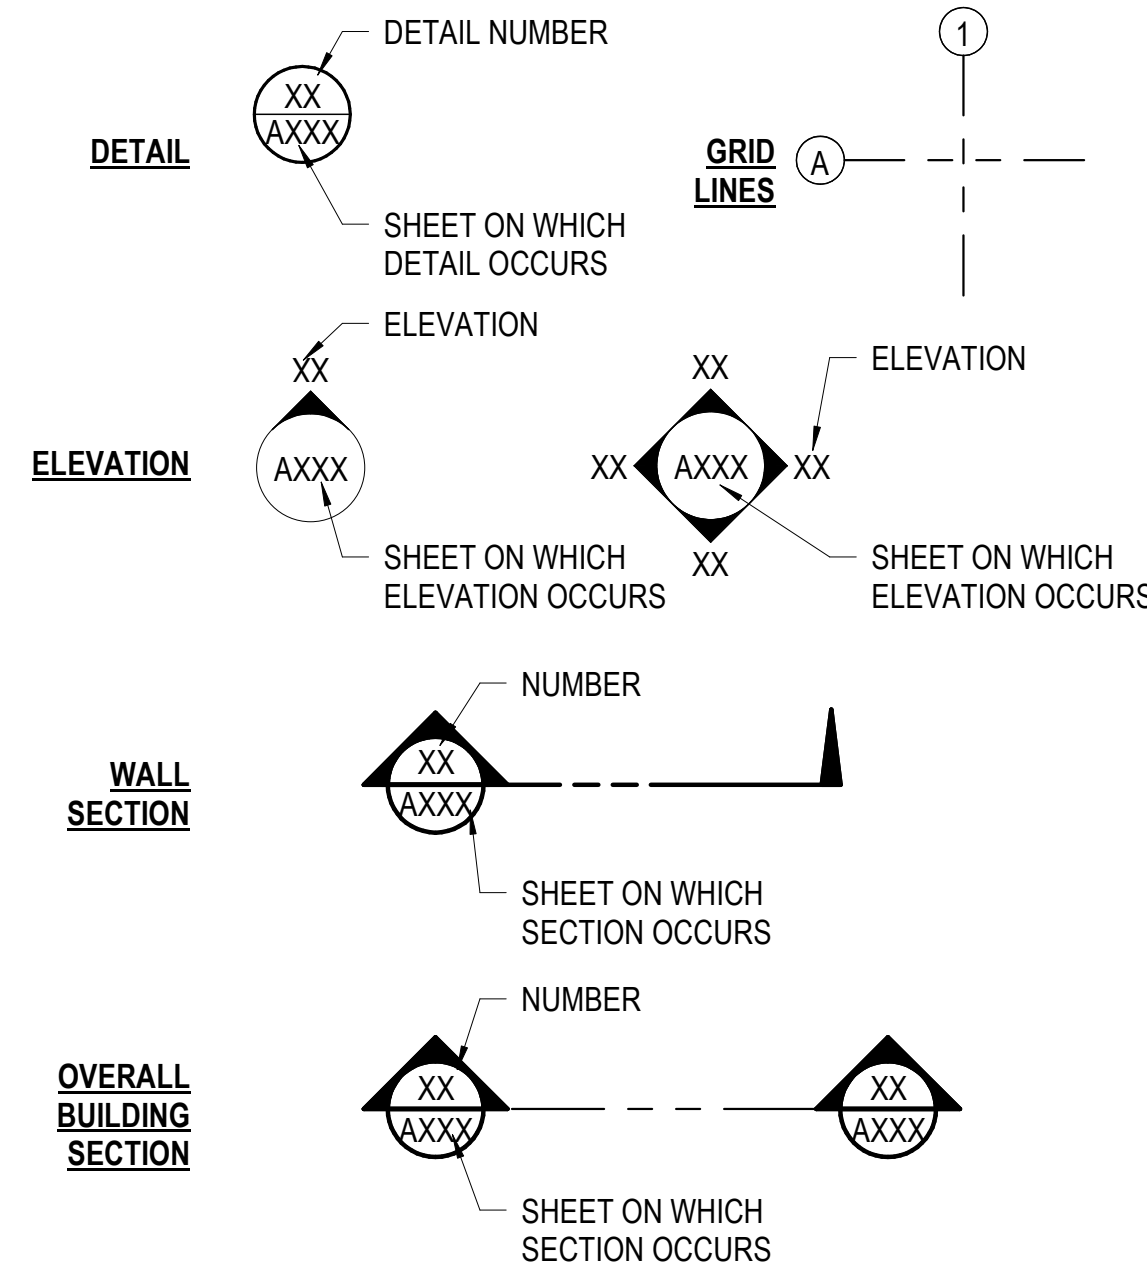 DETAIL NUMBER
XX
AXXX
DETAIL
SHEET ON WHICH
DETAIL OCCURS
1
GRID
LINES
A
ELEVATION
XX
AXXX
ELEVATION
SHEET ON WHICH
ELEVATION OCCURS
XX
ELEVATION
XX
AXXX
XX
XX
SHEET ON WHICH
ELEVATION OCCURS
NUMBER
XX
AXXX
WALL
SECTION
SHEET ON WHICH
SECTION OCCURS
NUMBER
OVERALL
BUILDING
SECTION
XX
AXXX
XX
AXXX
SHEET ON WHICH
SECTION OCCURS